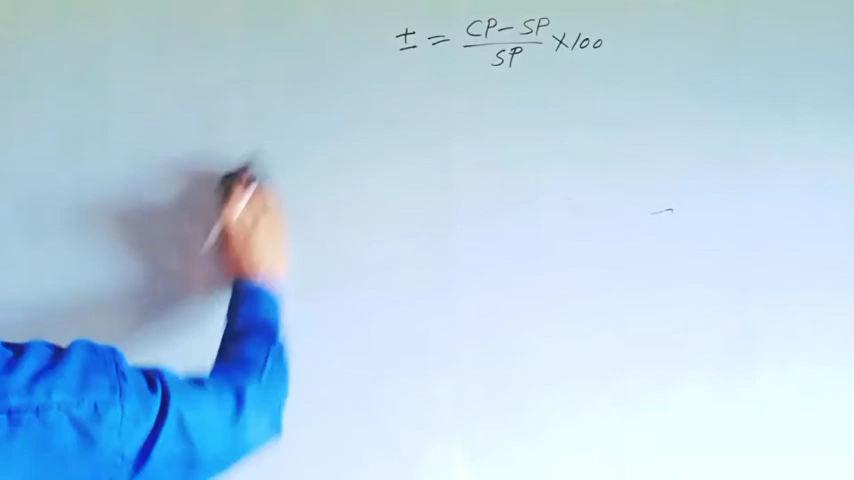 ± = CP - SP / SP × 100